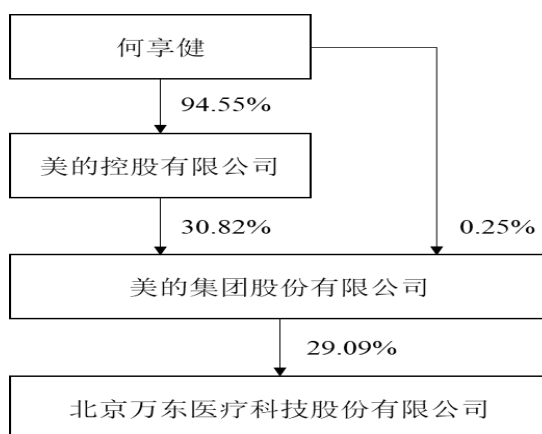 何享健
94.55%
美的控股有限公司
30.82%
0.25%
美的集团股份有限公司
29.09%
北京万东医疗科技股份有限公司